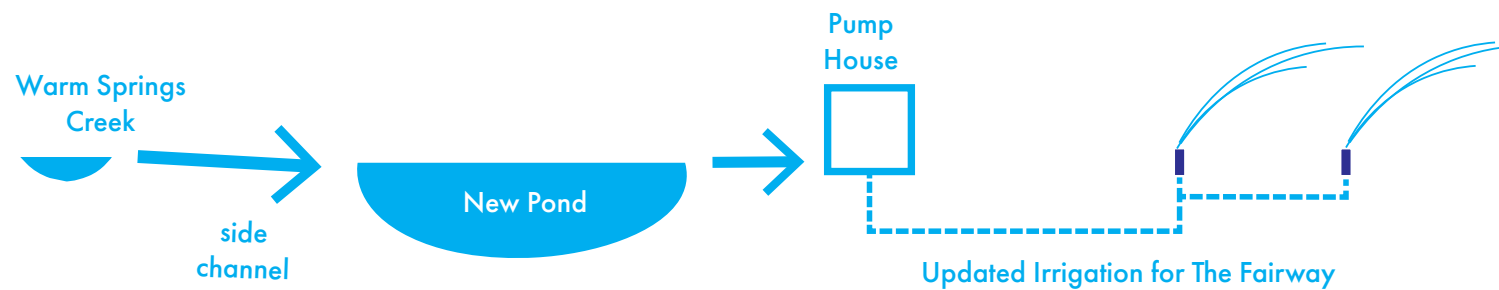 Warm Springs
Creek
side
channel
New Pond
Pump
House
Updated Irrigation for The Fairway